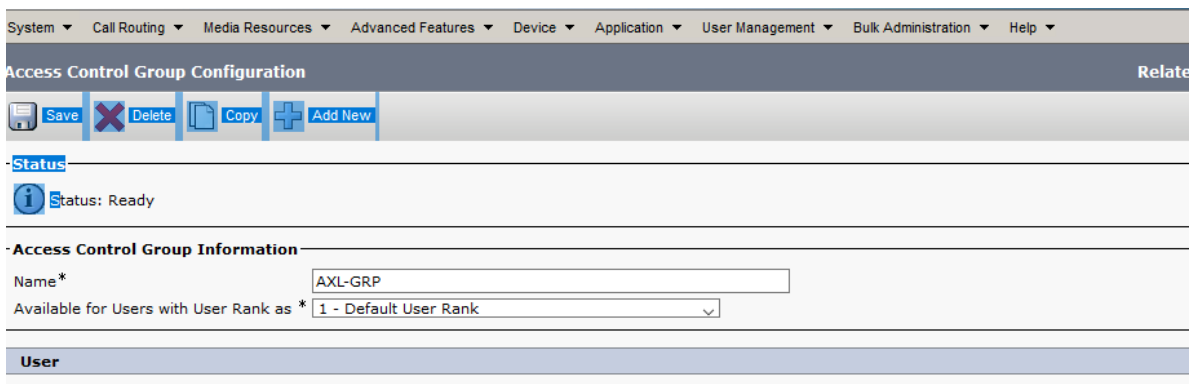 System Call Routing Media Resources Advanced Features Device Application User Management Bulk Administration Help
Access Control Group Configuration Relate
Save Delete Copy Add New
Status
Status: Ready
Access Control Group Information
Name* AXL-GRP
Available for Users with User Rank as * 1 - Default User Rank
User